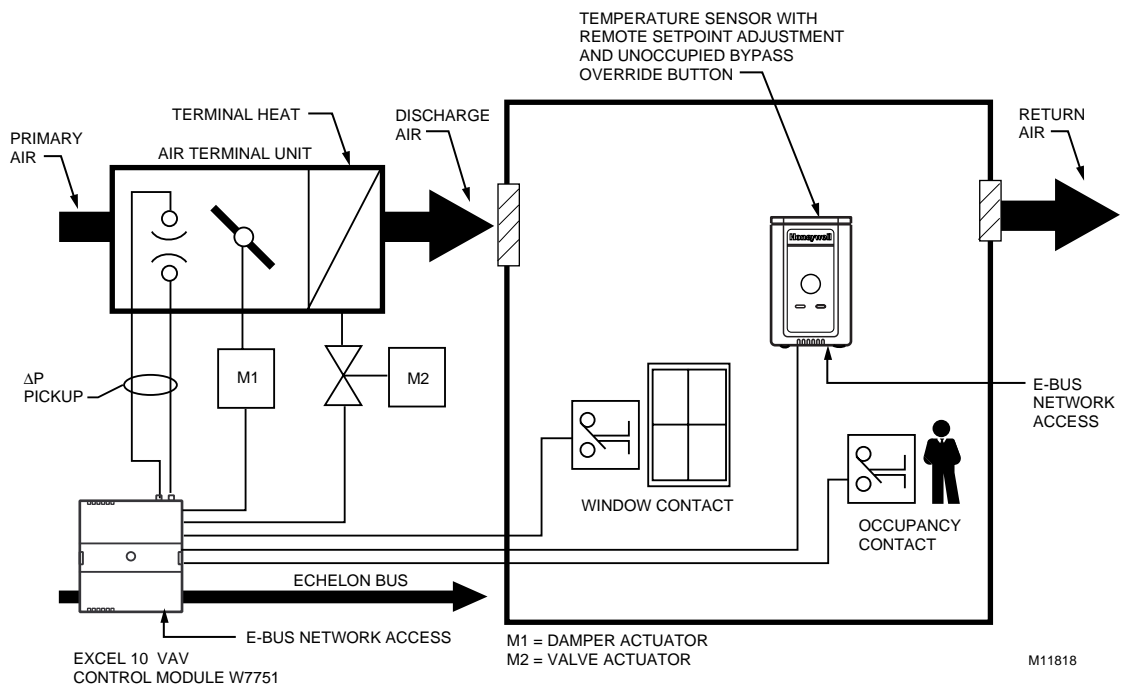 TEMPERATURE SENSOR WITH
REMOTE SETPOINT ADJUSTMENT
AND UNOCCUPIED BYPASS
OVERRIDE BUTTON
TERMINAL HEAT
DISCHARGE
AIR
RETURN
AIR
PRIMARY
AIR
AIR TERMINAL UNIT
Honeywell
M1
M2
ΔP
PICKUP
E-BUS
NETWORK
ACCESS
WINDOW CONTACT
OCCUPANCY
CONTACT
ECHELON BUS
E-BUS NETWORK ACCESS
M1 = DAMPER ACTUATOR
M2 = VALVE ACTUATOR
EXCEL 10 VAV
CONTROL MODULE W7751
M11818